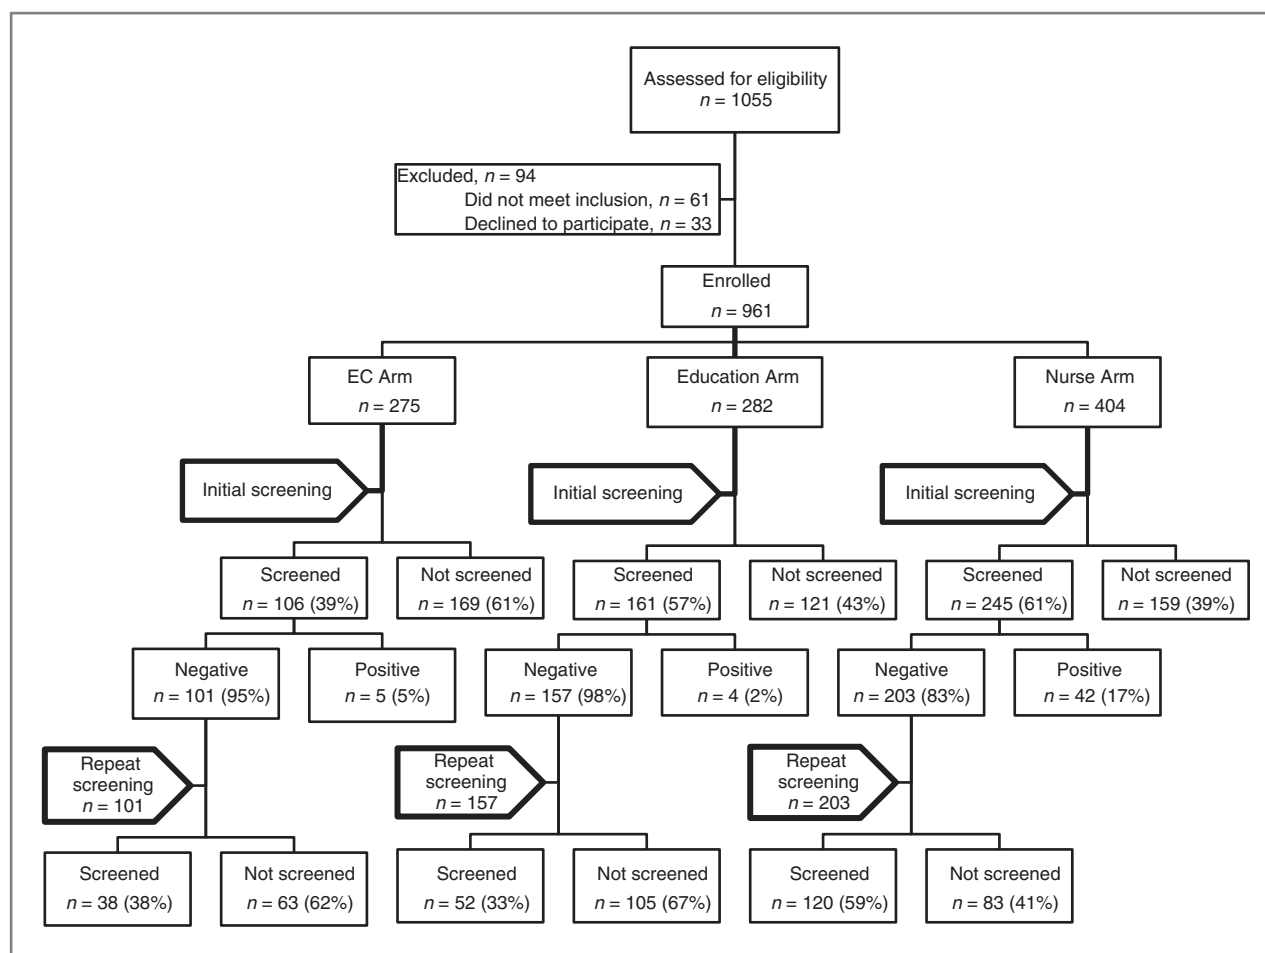 Assessed for eligibility
n = 1055
Excluded, n = 94
Did not meet inclusion, n = 61
Declined to participate, n = 33
Enrolled
n = 961
EC Arm
n = 275
Education Arm
n = 282
Nurse Arm
n = 404
Initial screening
Initial screening
Initial screening
Screened
n = 106 (39%)
Not screened
n = 169 (61%)
Screened
n = 161 (57%)
Not screened
n = 121 (43%)
Screened
n = 245 (61%)
Not screened
n = 159 (39%)
Negative
n = 101 (95%)
Positive
n = 5 (5%)
Negative
n = 157 (98%)
Positive
n = 4 (2%)
Negative
n = 203 (83%)
Positive
n = 42 (17%)
Repeat
screening
n = 101
Repeat
screening
n = 157
Repeat
screening
n = 203
Screened
n = 38 (38%)
Not screened
n = 63 (62%)
Screened
n = 52 (33%)
Not screened
n = 105 (67%)
Screened
n = 120 (59%)
Not screened
n = 83 (41%)